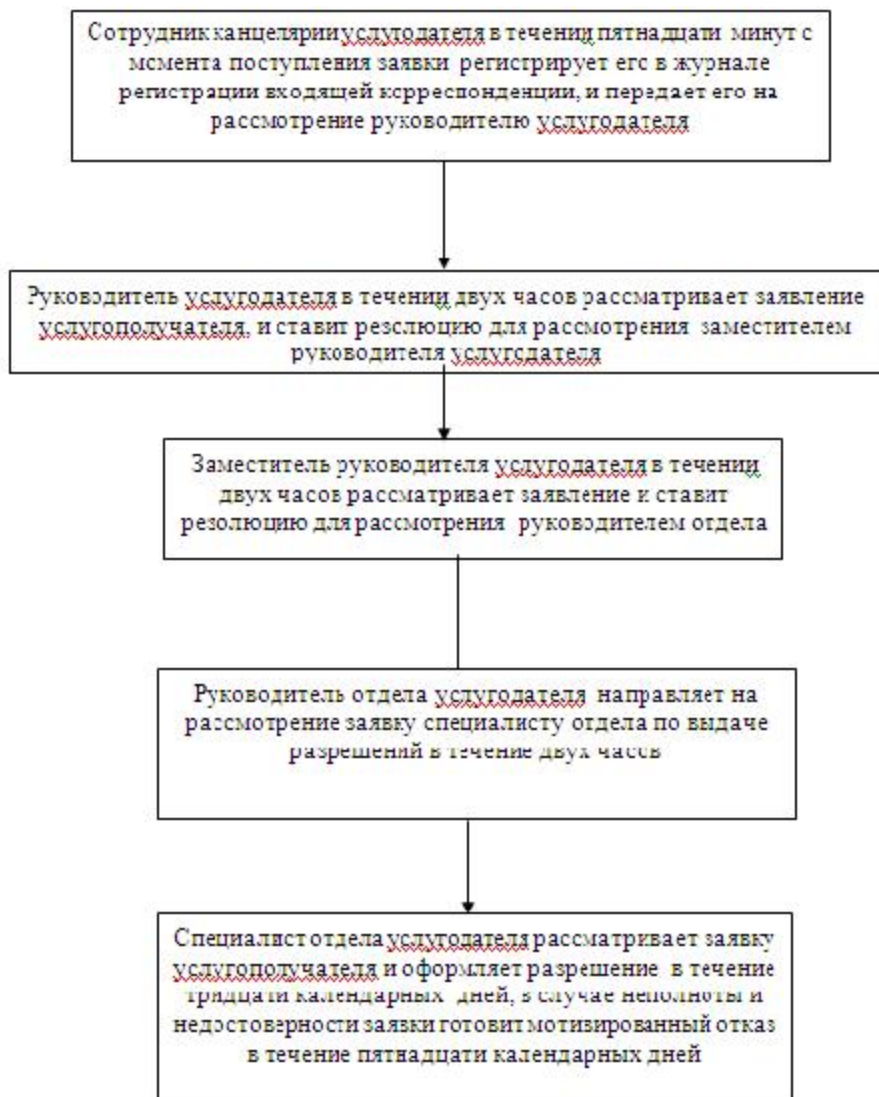 Сотрудник канцелярии услугодателя в течении пятнадцати минут с
момента поступления заявки регистрирует его в журнале
регистрации входящей корреспонденции, и передает его на
рассмотрение руководителю услугодателя
Руководитель услугодателя в течении двух часов рассматривает заявление
услугополучателя, и ставит резолюцию для рассмотрения заместителем
руководителя услугодателя
Заместитель руководителя услугодателя в течении
двух часов рассматривает заявление и ставит
резолюцию для рассмотрения руководителем отдела
Руководитель отдела услугодателя направляет на
рассмотрение заявку специалисту отдела по выдаче
разрешений в течение двух часов
Специалист отдела услугодателя рассматривает заявку
услугополучателя и оформляет разрешение в течение
тридцати календарных дней, в случае неполноты и
недостоверности заявки готовит мотивированный отказ
в течение пятнадцати календарных дней